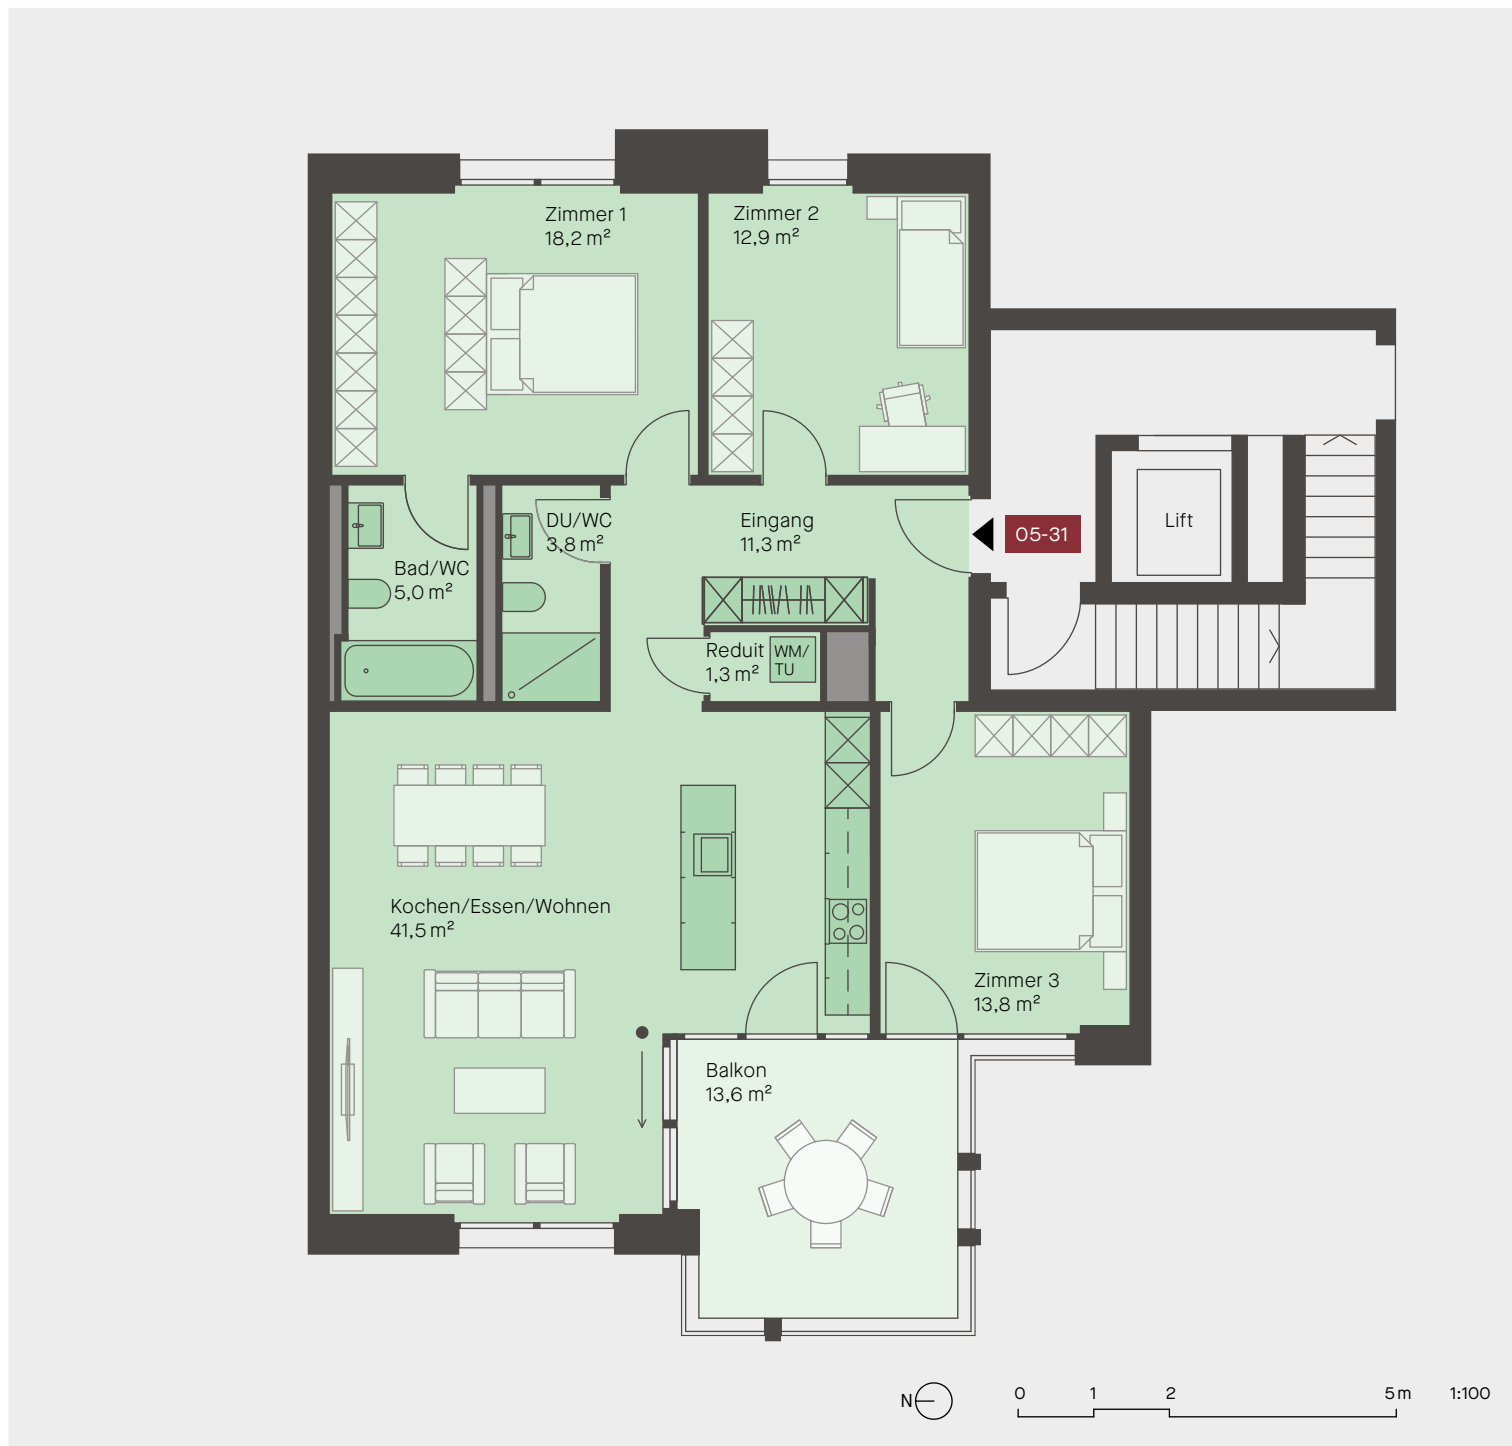 Zimmer 1
18,2 m²
Zimmer 2
12,9 m²
DU/WC
3,8 m²
Eingang
11,3 m²
05-31
Lift
Bad/WC
5,0 m²
Reduit
1,3 m²
WM/
TU
Kochen/Essen/Wohnen
41,5 m²
Zimmer 3
13,8 m²
Balkon
13,6 m²
N
0 1 2 5 m 1:100